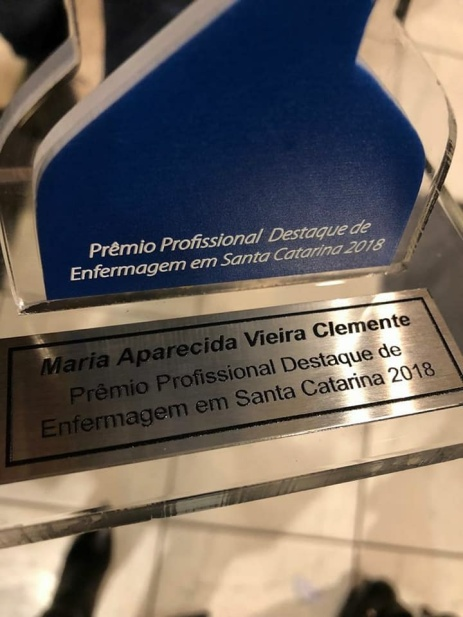 Prêmio Profissional Destaque de
Enfermagem em Santa Catarina 2018
Maria Aparecida Vieira Clemente
Prêmio Profissional Destaque de
Enfermagem em Santa Catarina 2018